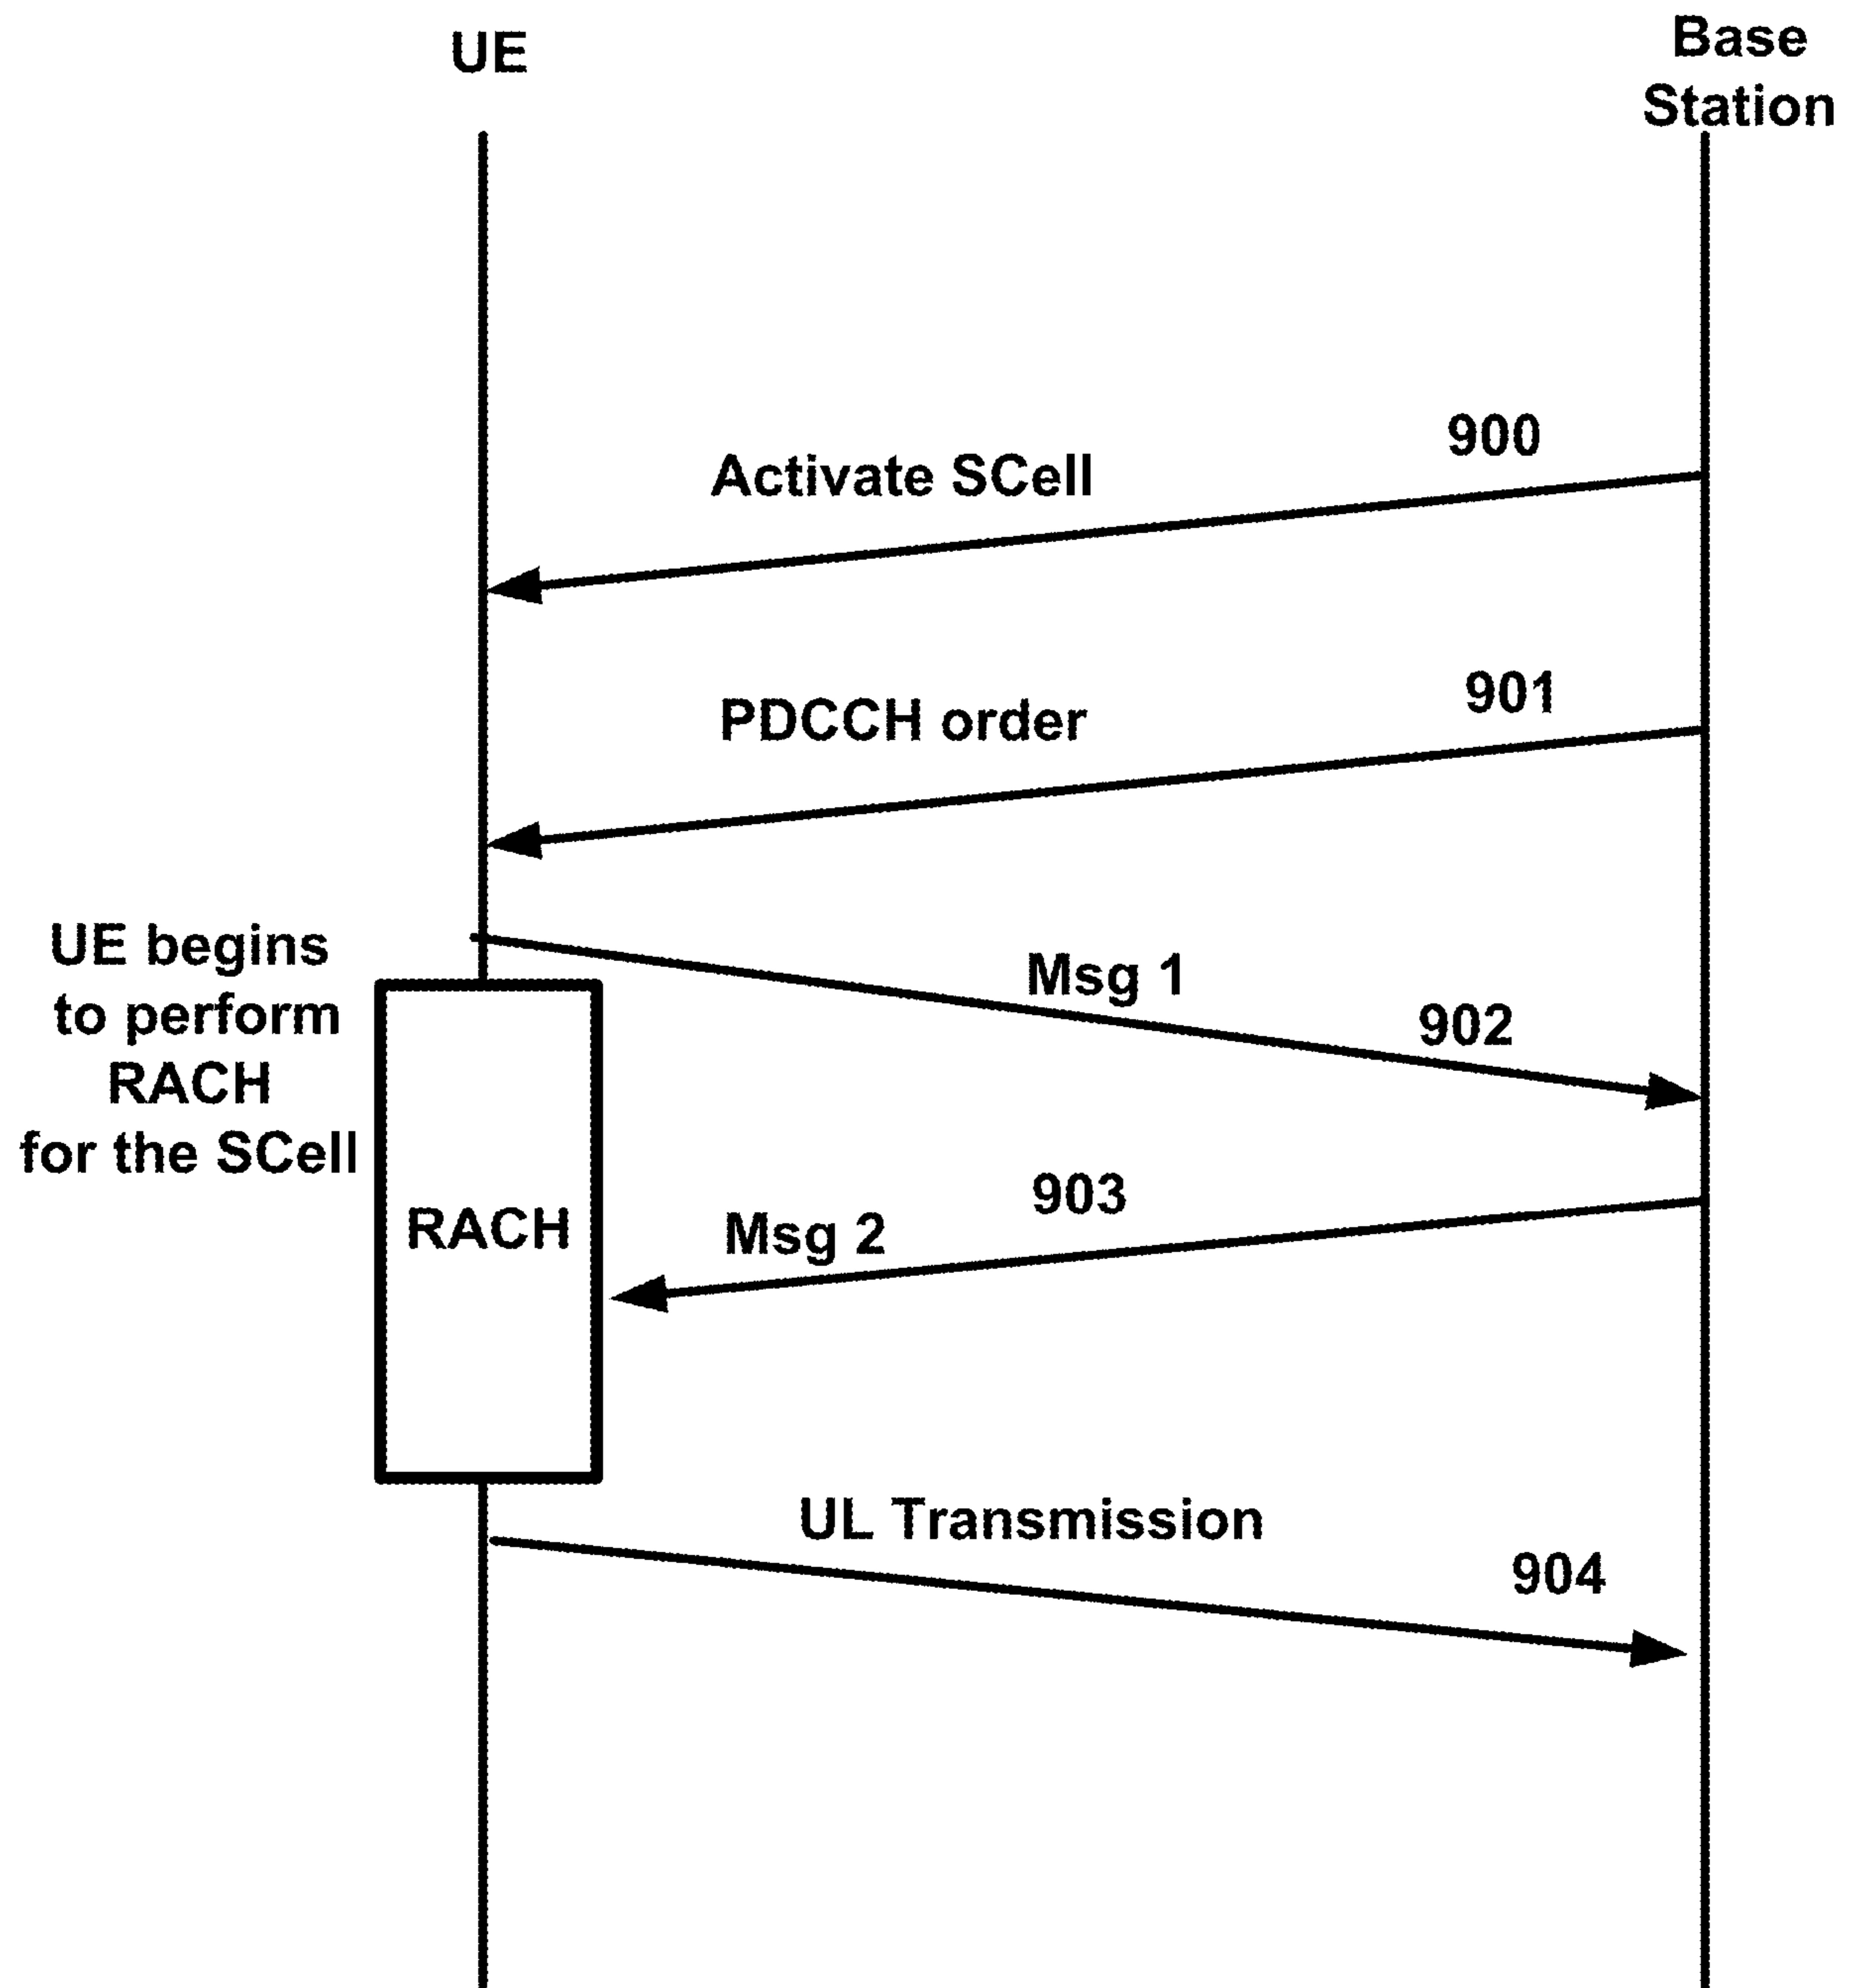 UE
Base
Station
900
Activate SCell
901
PDCCH order
UE begins
to perform
RACH
for the SCell
Msg 1
902
903
Msg 2
RACH
UL Transmission
904